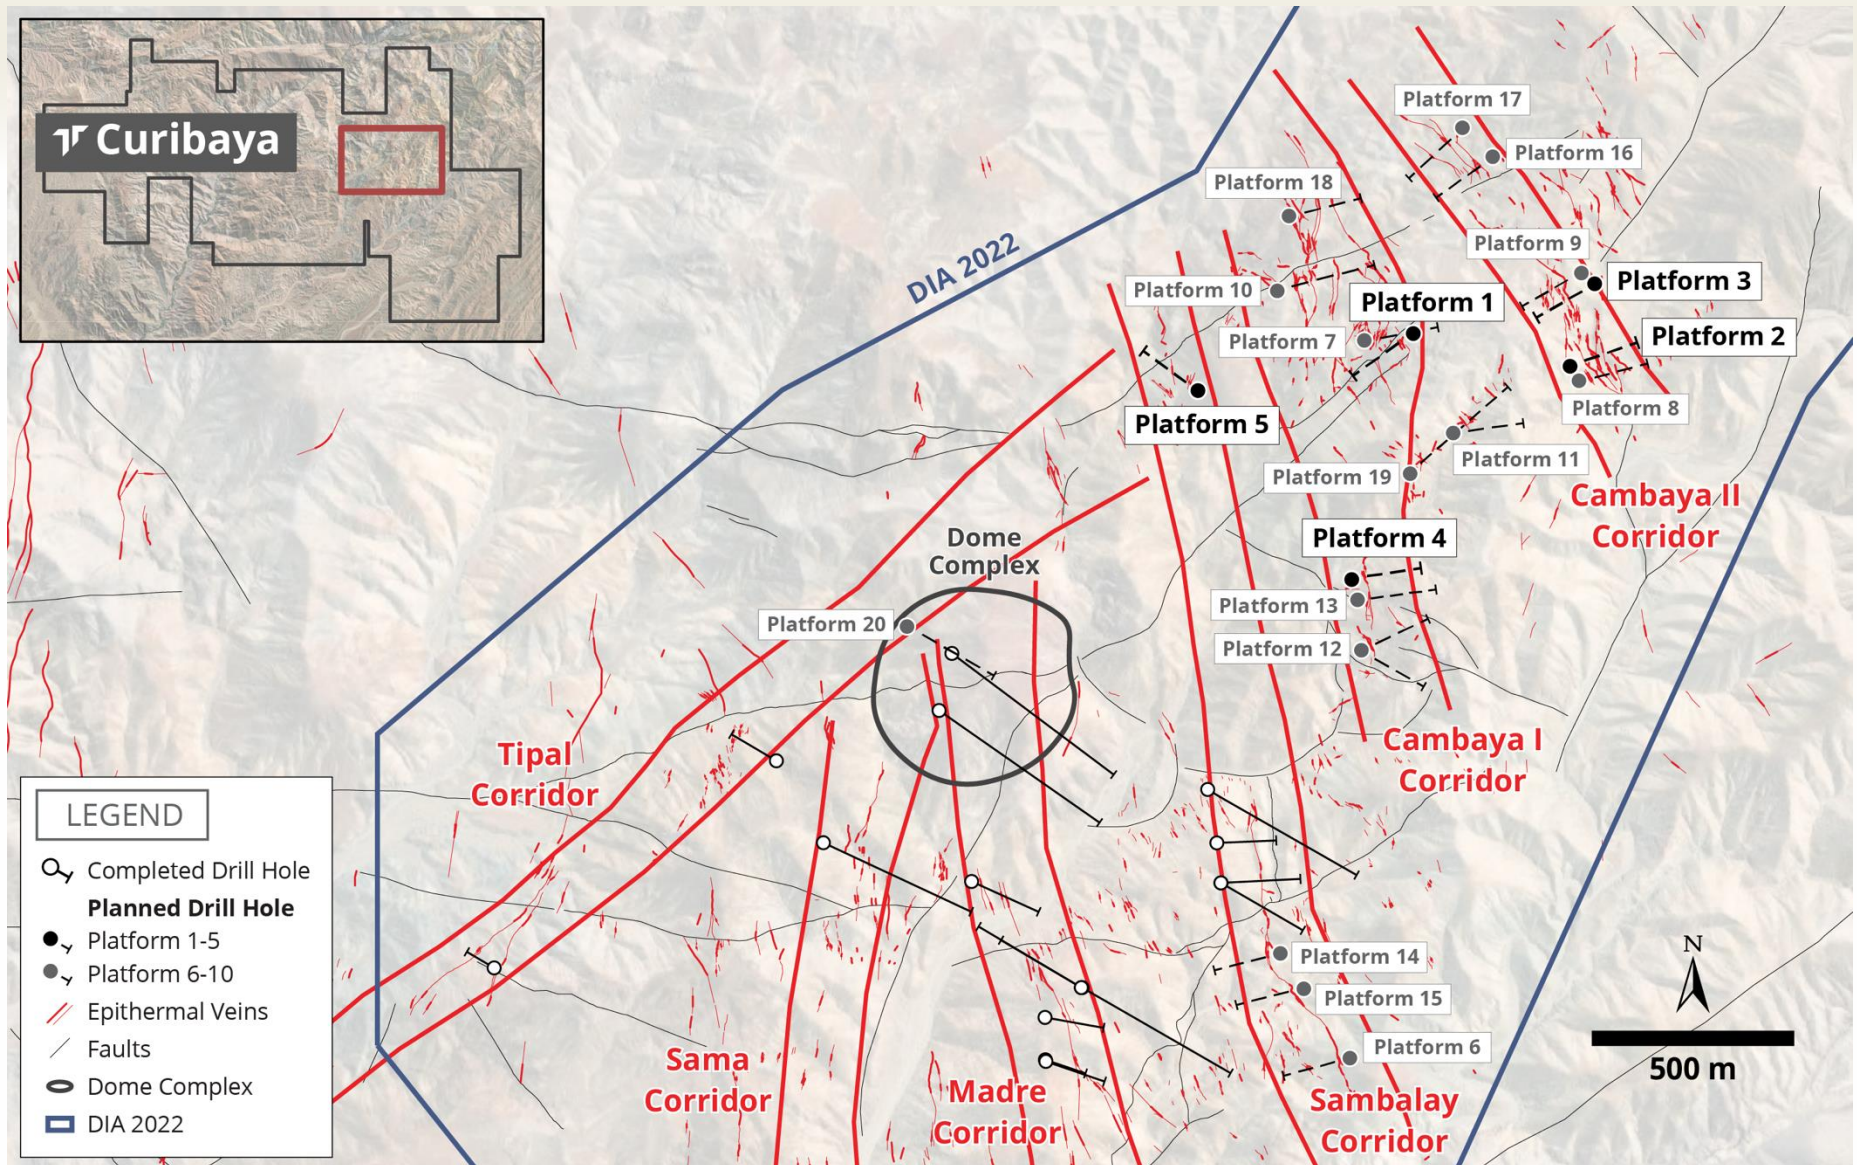 Curibaya
DIA 2022
Platform 17
Platform 16
Platform 18
Platform 9
Platform 3
Platform 10
Platform 1
Platform 7
Platform 2
Platform 8
Platform 5
Platform 11
Platform 19
Cambaya II
Corridor
Platform 4
Dome
Complex
Platform 13
Platform 20
Platform 12
Tipal
Corridor
Cambaya I
Corridor
LEGEND
Completed Drill Hole
Planned Drill Hole
Platform 1-5
Platform 6-10
Epithermal Veins
Faults
Dome Complex
DIA 2022
Platform 14
Platform 15
Platform 6
Sama
Corridor
Madre
Corridor
Sambalay
Corridor
N
500 m